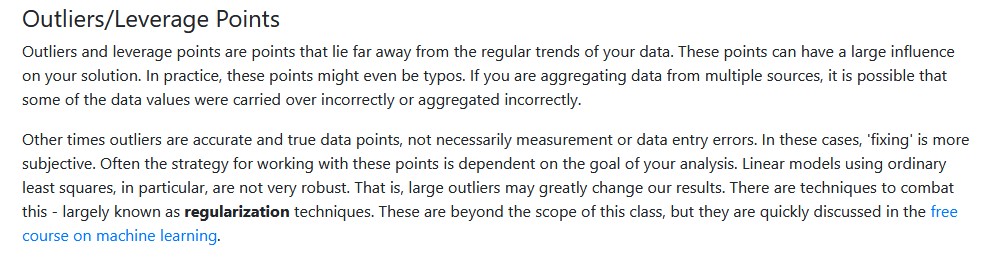 Outliers/Leverage Points
Outliers and leverage points are points that lie far away from the regular trends of your data. These points can have a large influence
on your solution. In practice, these points might even be typos. If you are aggregating data from multiple sources, it is possible that
some of the data values were carried over incorrectly or aggregated incorrectly.
Other times outliers are accurate and true data points, not necessarily measurement or data entry errors. In these cases, 'fixing' is more
subjective. Often the strategy for working with these points is dependent on the goal of your analysis. Linear models using ordinary
least squares, in particular, are not very robust. That is, large outliers may greatly change our results. There are techniques to combat
this - largely known as regularization techniques. These are beyond the scope of this class, but they are quickly discussed in the free
course on machine learning.